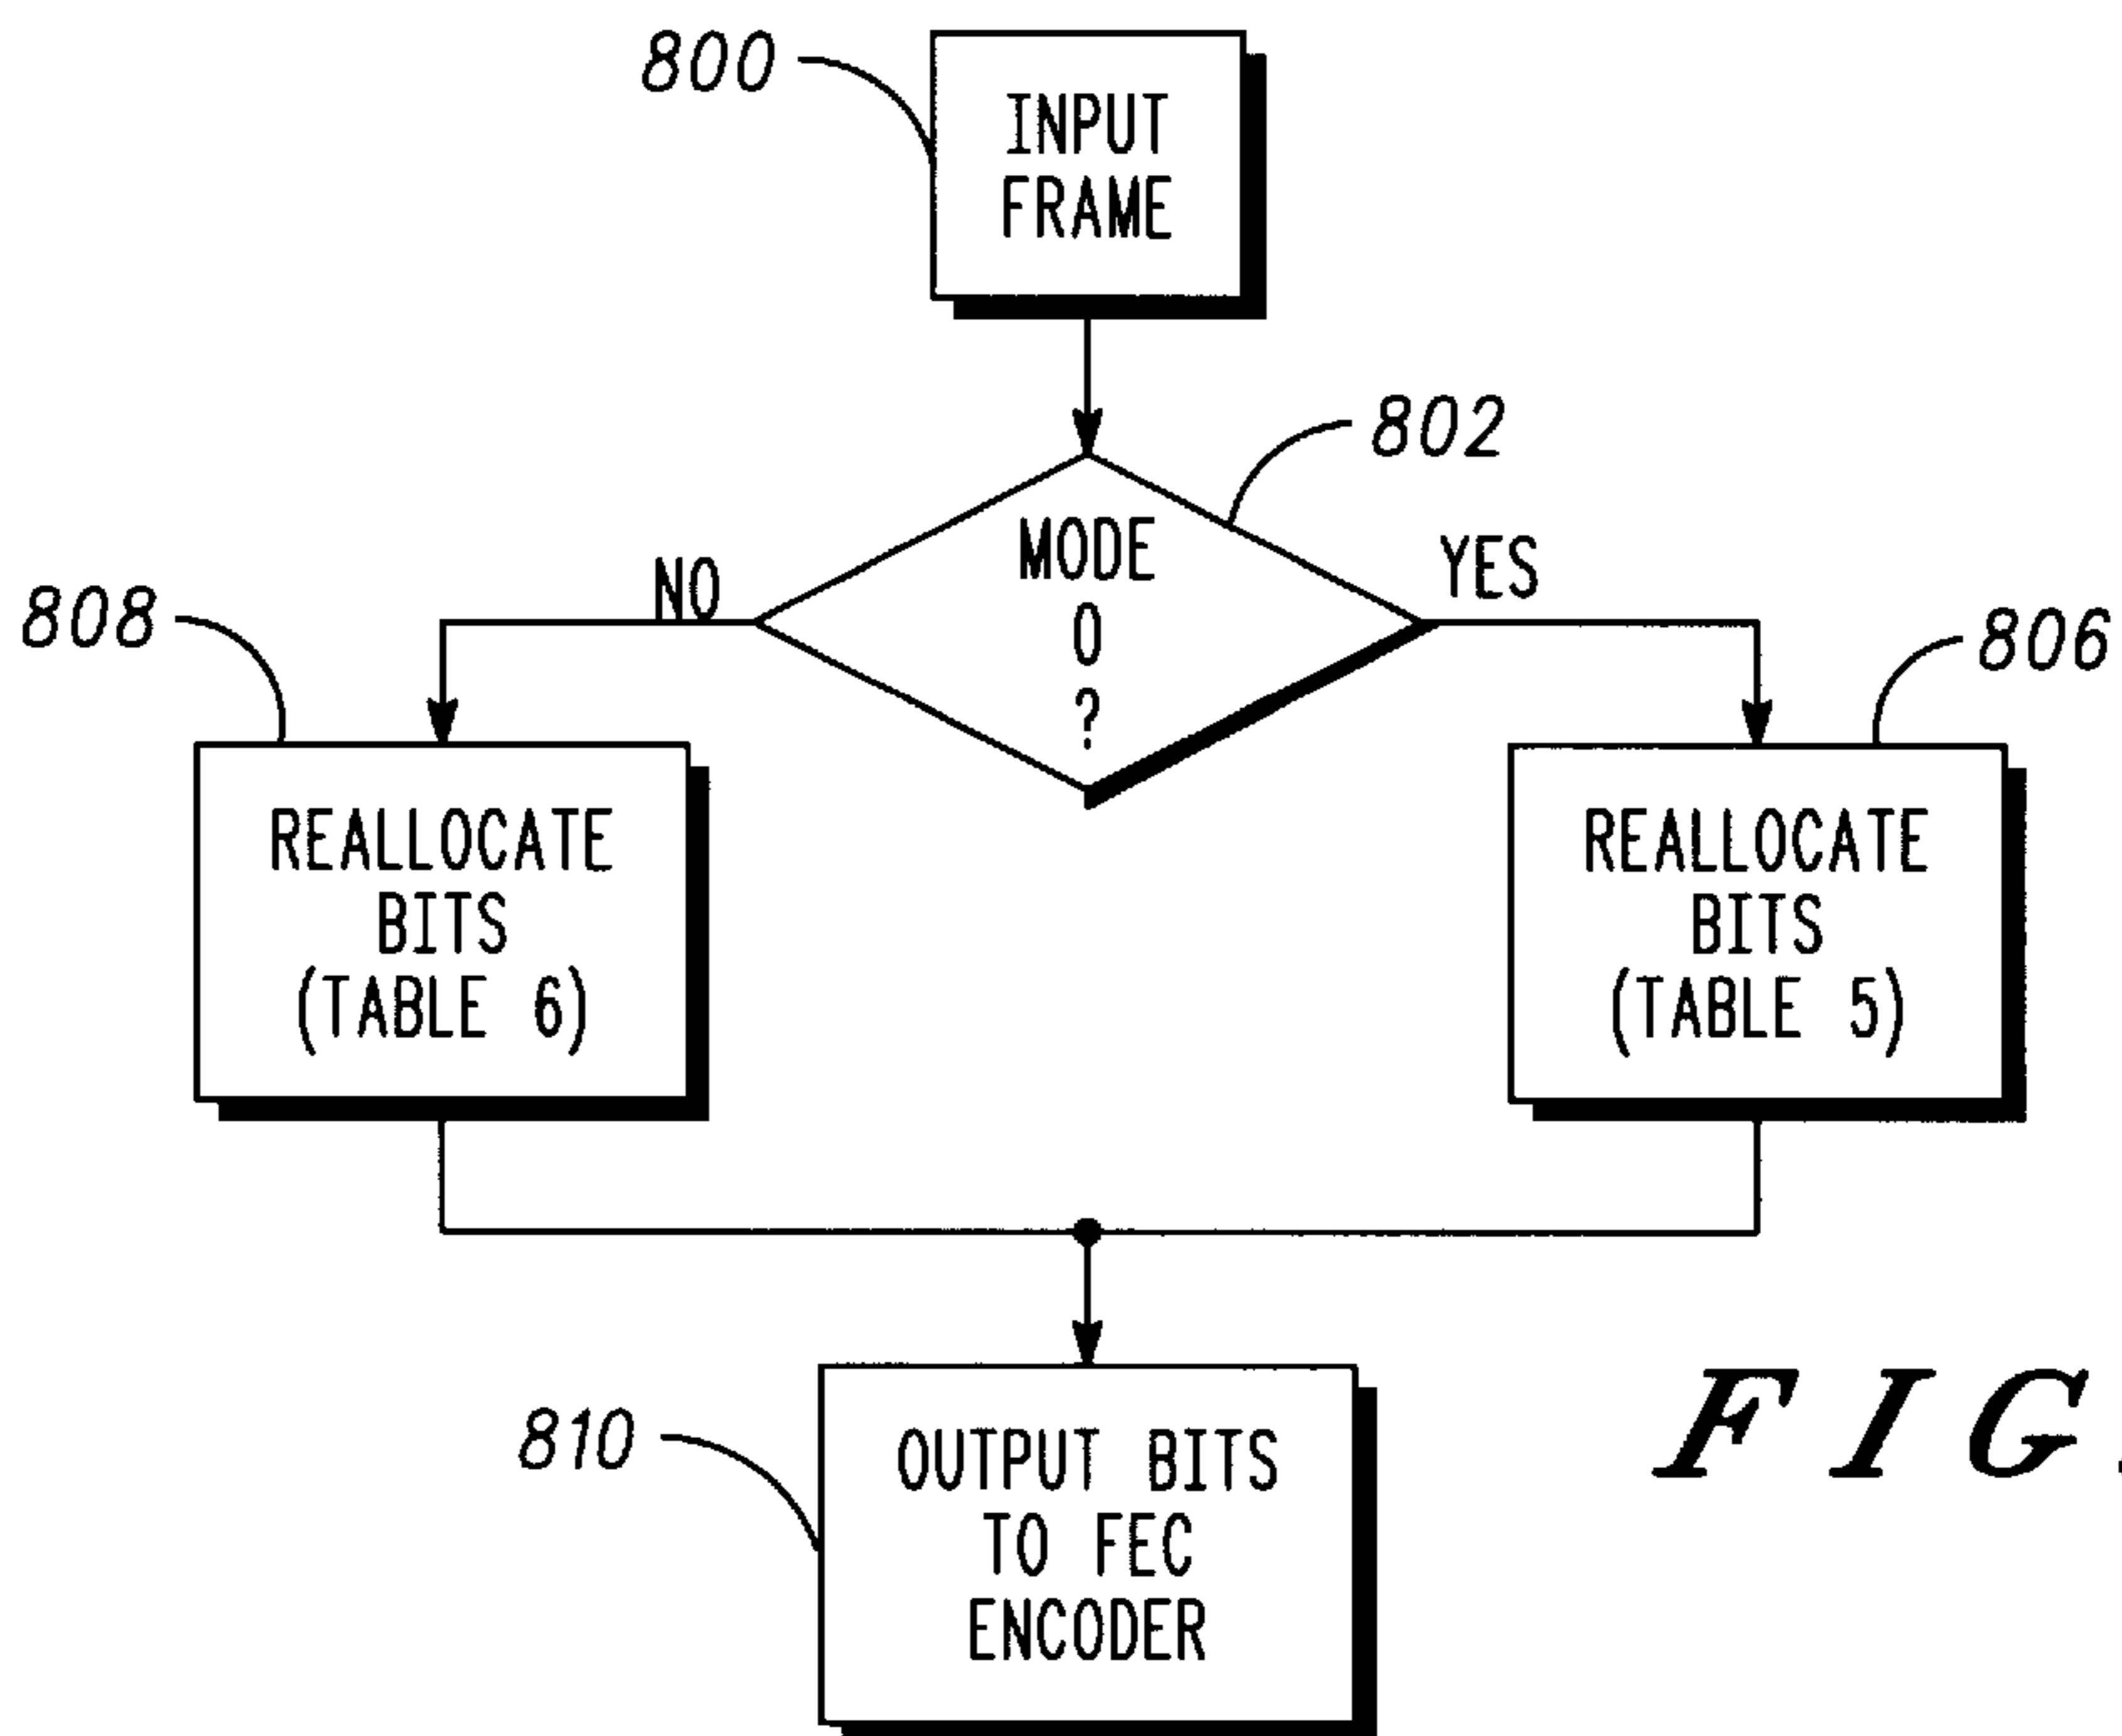 800
INPUT
FRAME
802
MODE
0
?
NO
YES
808
806
REALLOCATE
BITS
(TABLE 6)
REALLOCATE
BITS
(TABLE 5)
810
OUTPUT BITS
TO FEC
ENCODER
FIG.